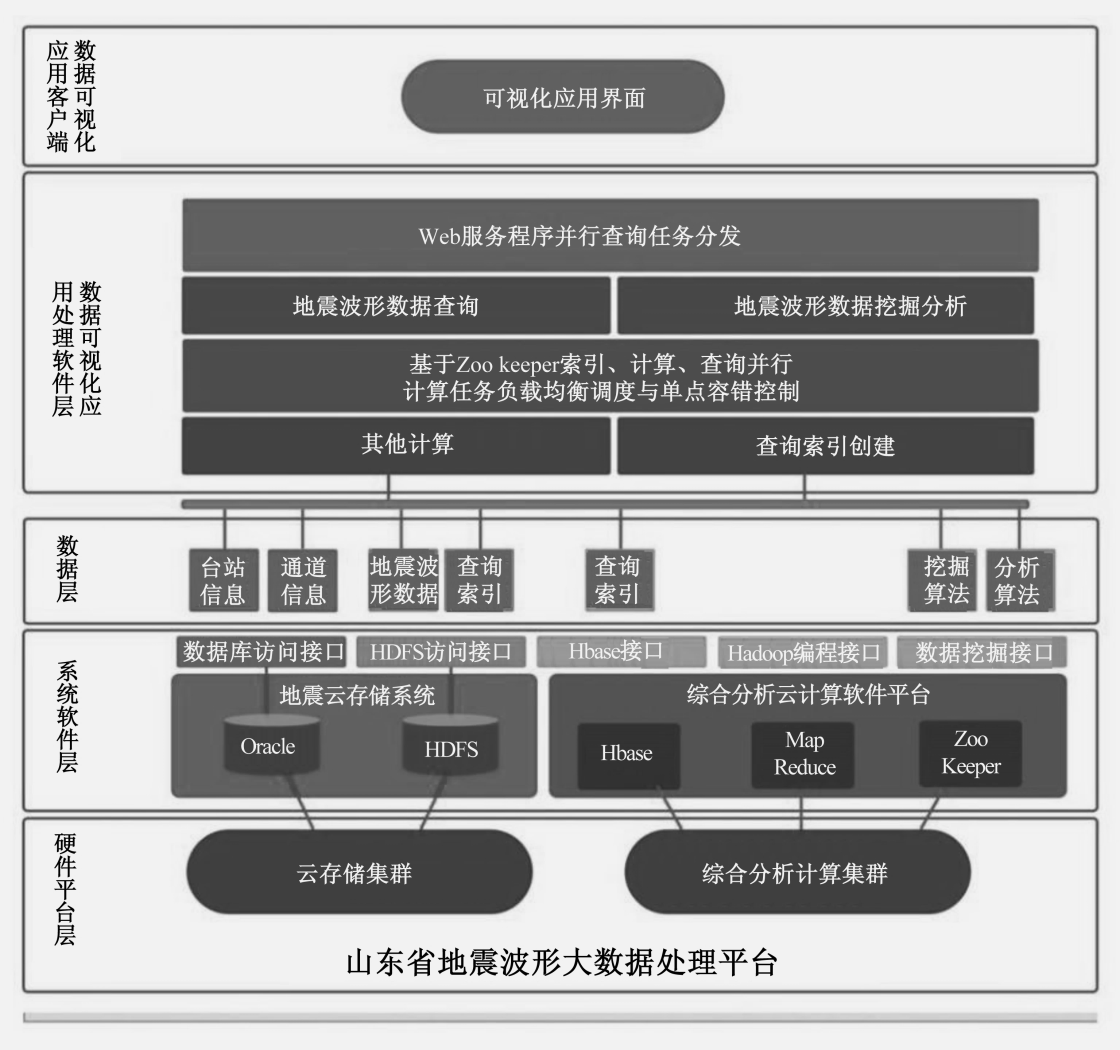 数据可视化
应用客户端
可视化应用界面
数据可视化应
用处理软件层
Web服务程序并行查询任务分发
地震波形数据查询
地震波形数据挖掘分析
基于Zoo keeper索引、计算、查询并行
计算任务负载均衡调度与单点容错控制
其他计算
查询索引创建
数据层
台站
信息
通道
信息
地震波
形数据
查询
索引
查询
索引
挖掘
算法
分析
算法
系统软件层
数据库访问接口
HDFS访问接口
Hbase接口
Hadoop编程接口
数据挖掘接口
地震云存储系统
Oracle
HDFS
综合分析云计算软件平台
Hbase
Map
Reduce
Zoo
Keeper
硬件平台层
云存储集群
综合分析计算集群
山东省地震波形大数据处理平台